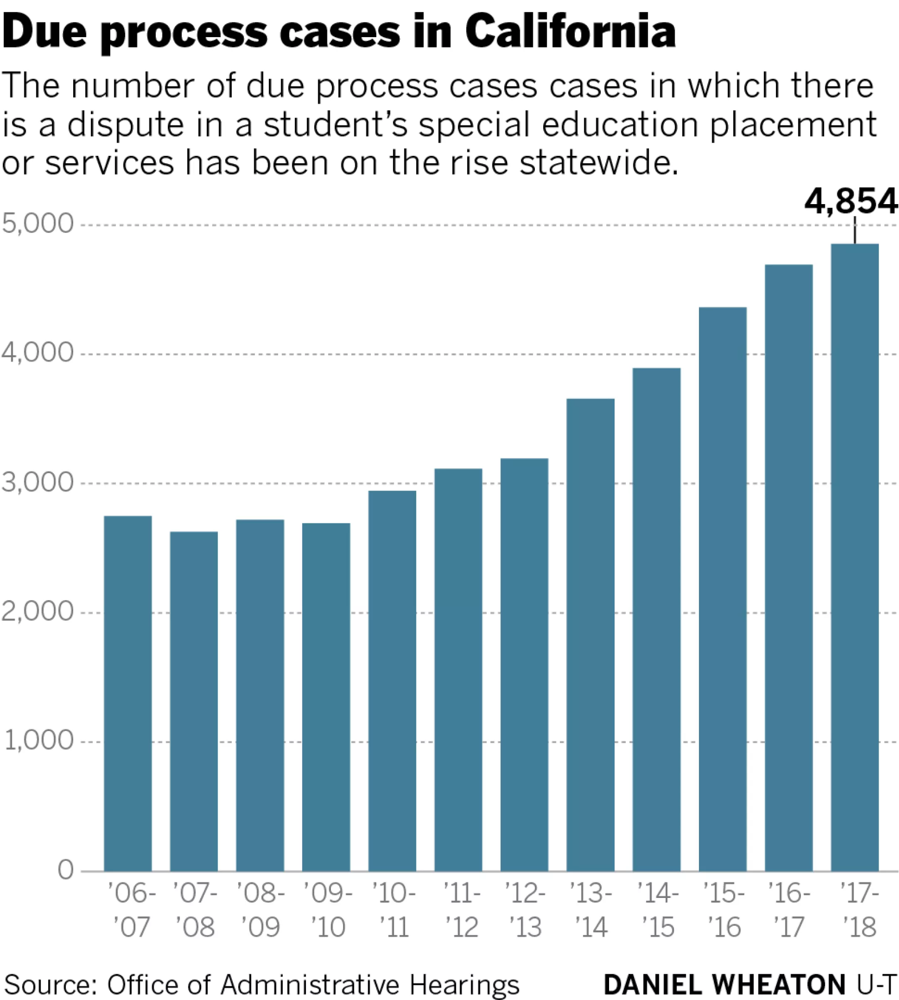 Due process cases in California
The number of due process cases cases in which there
is a dispute in a student’s special education placement
or services has been on the rise statewide.
4,854
5,000
4,000
3,000
2,000
1,000
0
’06- ’07- ’08- ’09- ’10- ’11- ’12- ’13- ’14- ’15- ’16- ’17-
’07 ’08 ’09 ’10 ’11 ’12 ’13 ’14 ’15 ’16 ’17 ’18
Source: Office of Administrative Hearings DANIEL WHEATON U-T